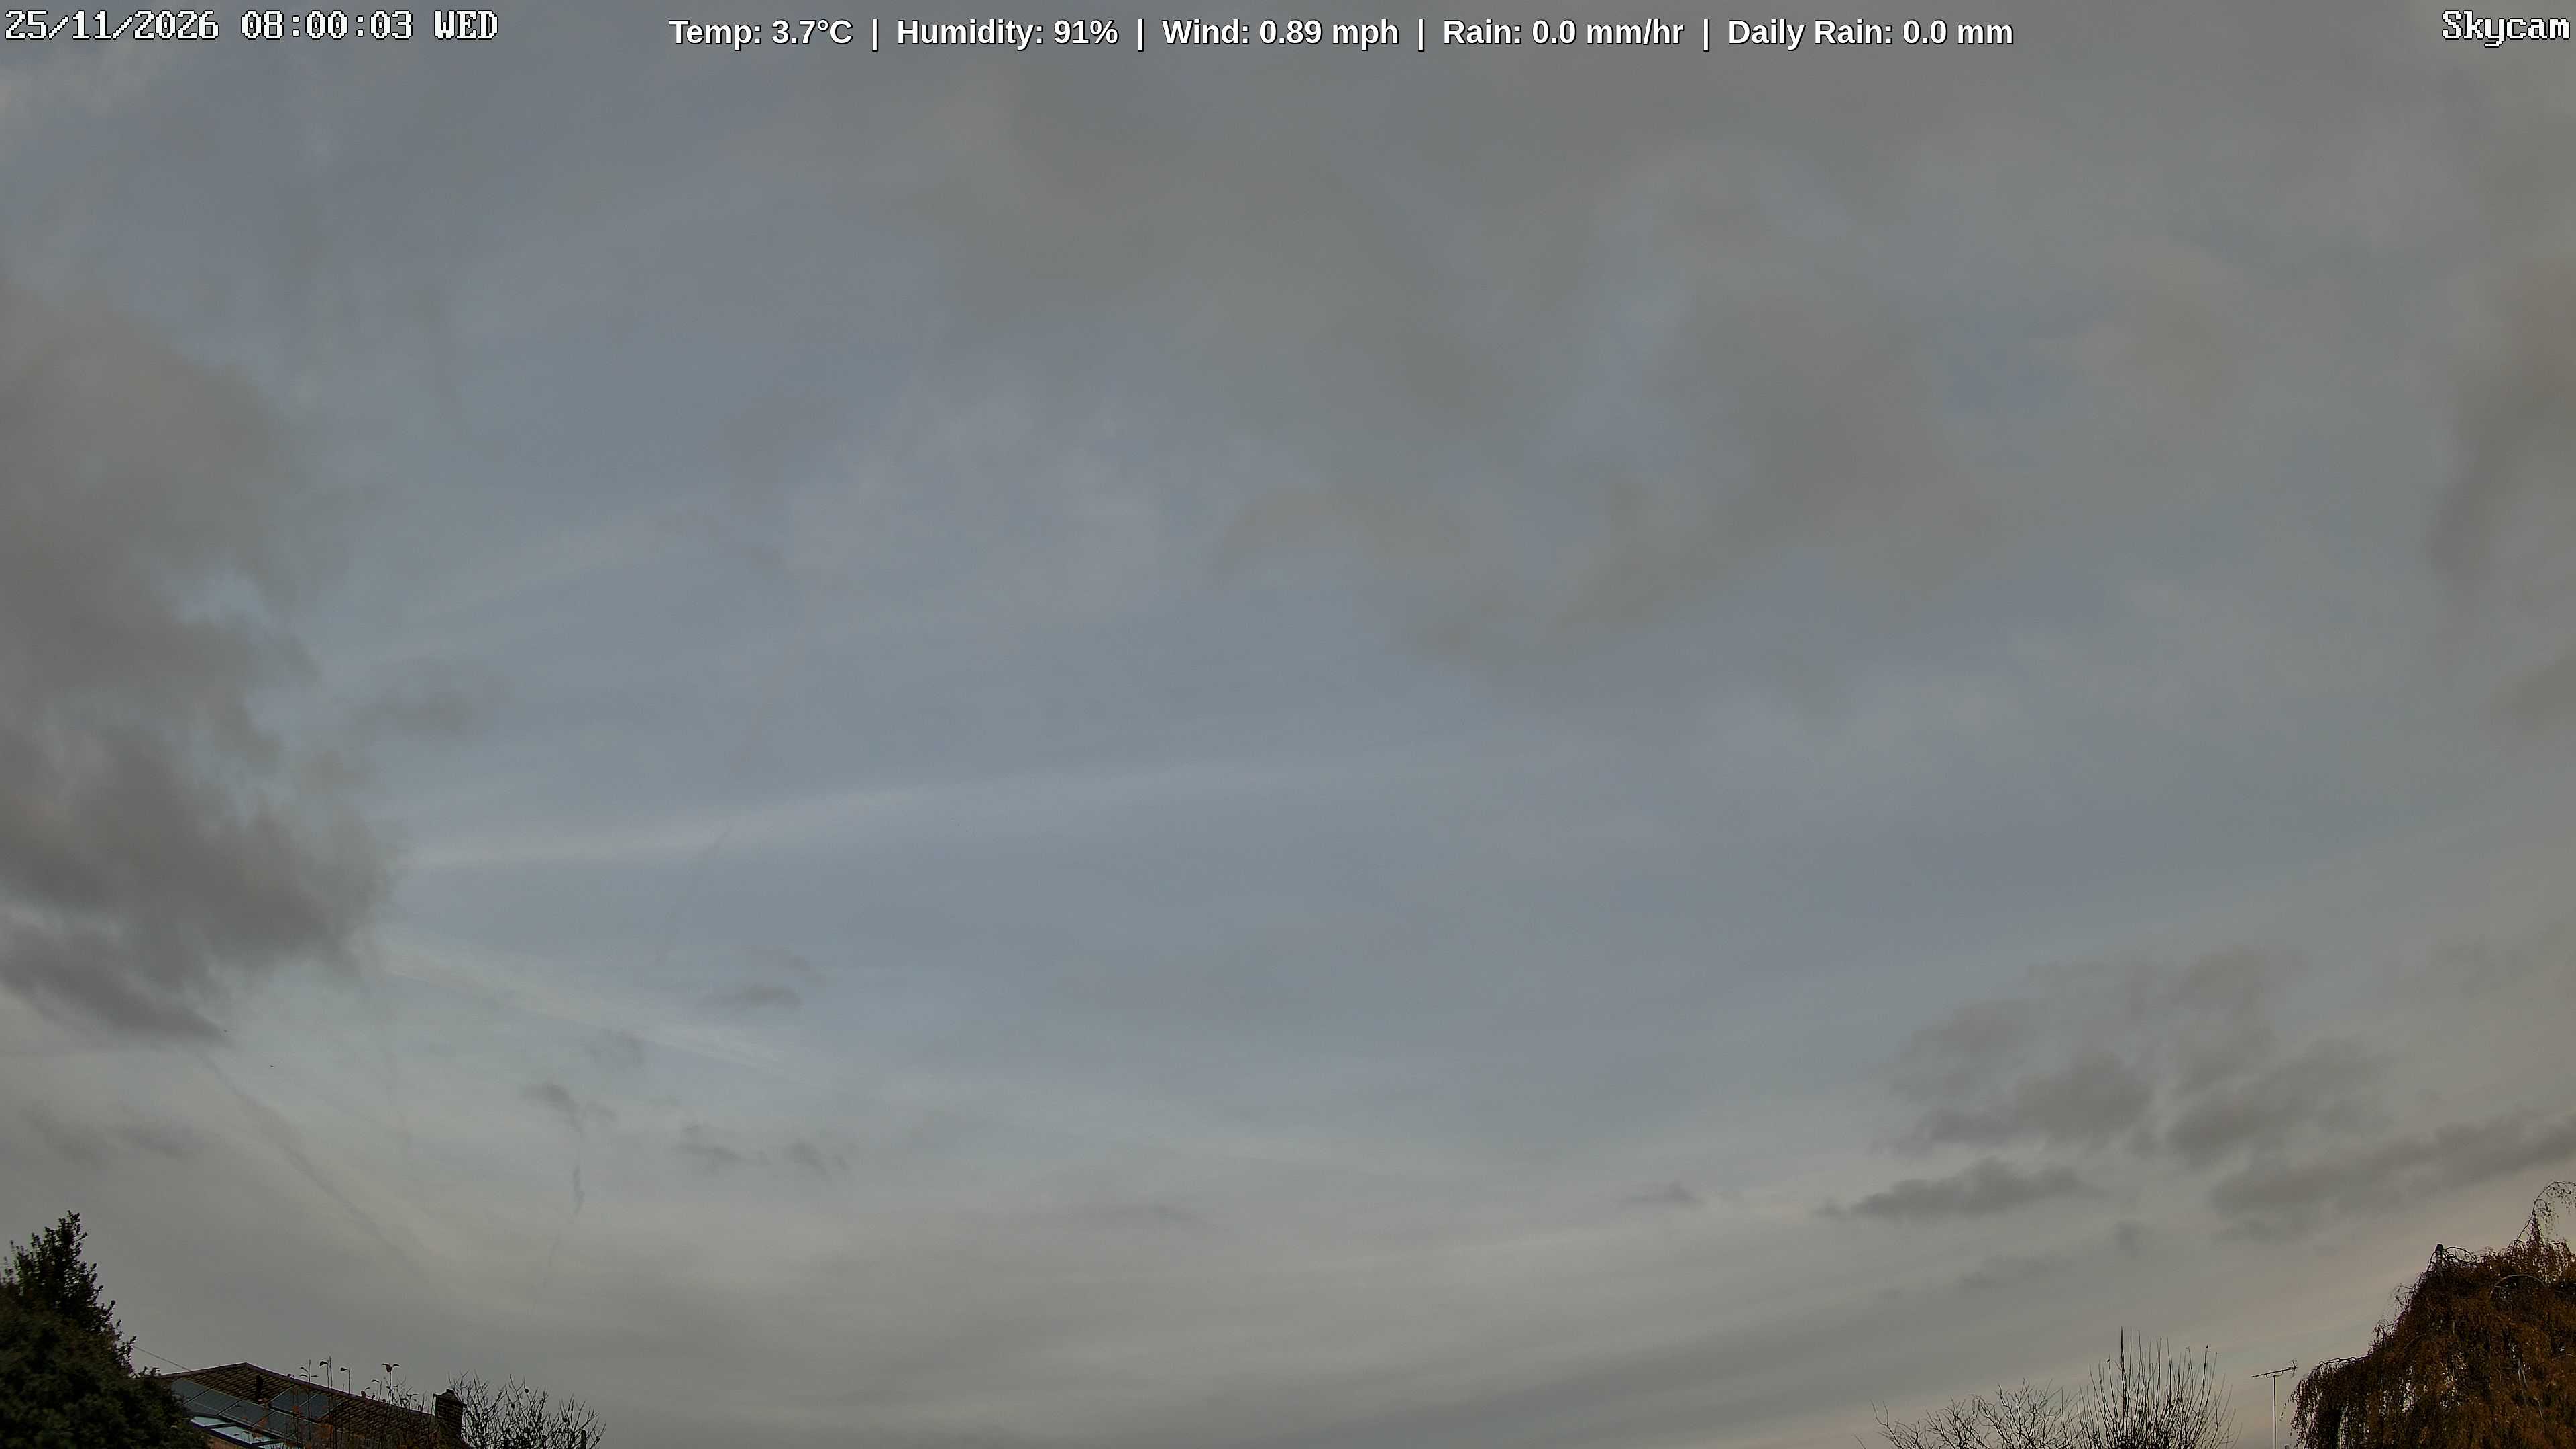 25/11/2026 08:00:03 WED
Temp: 3.7°C | Humidity: 91% | Wind: 0.89 mph | Rain: 0.0 mm/hr | Daily Rain: 0.0 mm
Skycam